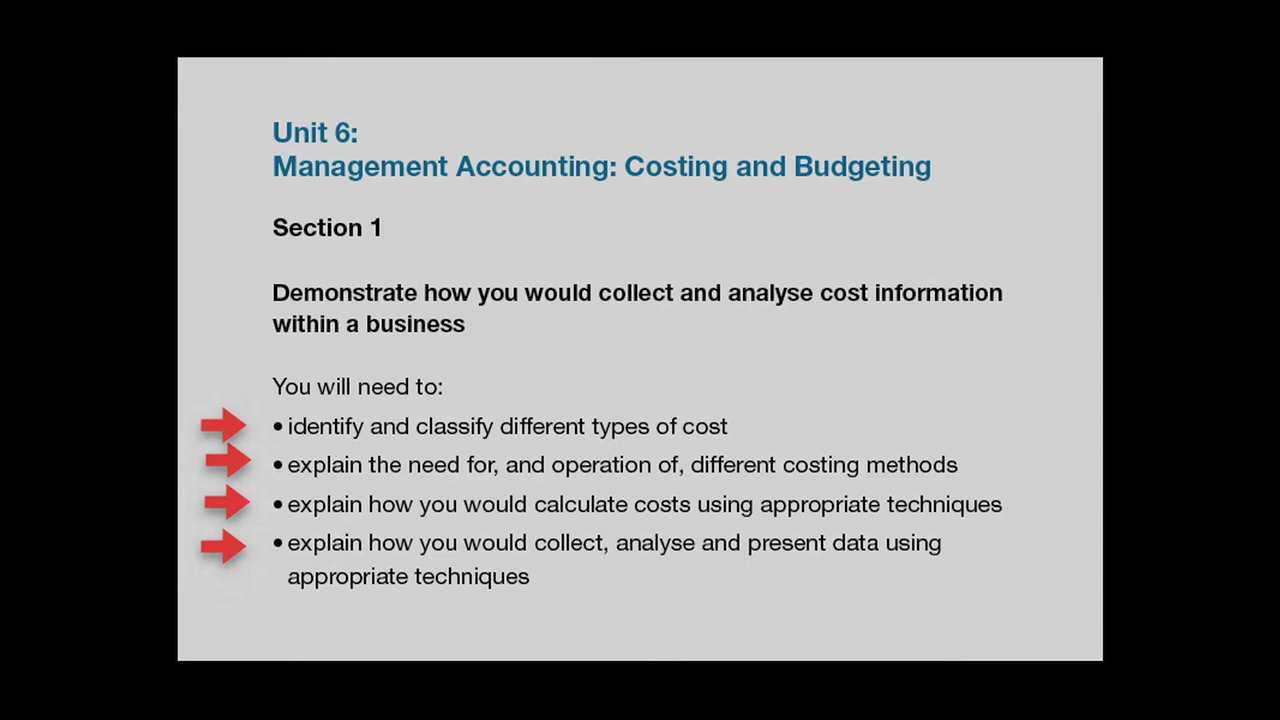 Unit 6:
Management Accounting: Costing and Budgeting
Section 1
Demonstrate how you would collect and analyse cost information
within a business
You will need to:
• identify and classify different types of cost
• explain the need for, and operation of, different costing methods
• explain how you would calculate costs using appropriate techniques
• explain how you would collect, analyse and present data using
appropriate techniques